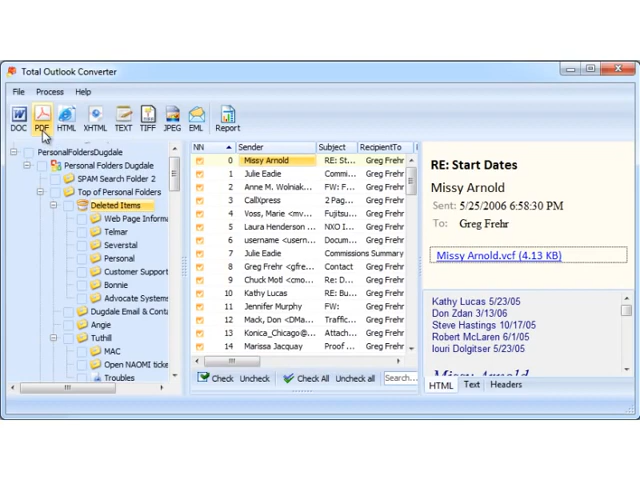 Total Outlook Converter
File Process Help
DOC PDF HTML XHTML TEXT TIFF JPEG EML Report
PersonalFoldersDugdale
Personal Folders Dugdale
SPAM Search Folder 2
Top of Personal Folders
Deleted Items
Web Page Informa
Telmar
Severstal
Personal
Customer Support
Bonnie
Advocate Systems
Dugdale Email & Conta
Angie
Tuthill
MAC
Open NAOMI ticke
Troubles
NN Sender Subject RecipientTo
0 Missy Arnold RE: St... Greg Frehr
1 Julie Eadie Commi... Greg Frehr
2 Anne M. Wolniak... FW: F... Greg Frehr
3 CallXpress 2 Pag... Greg Frehr
4 Voss, Marie <mv... Fujitsu... Greg Frehr
5 Laura Henderson... NXO I... Greg Frehr
6 username <usern... Docum... Greg Frehr
7 Julie Eadie Commissions Summary
8 Greg Frehr <gfre... Contact Greg Frehr
9 Chuck Motl <cmo... Credit ... Greg Frehr
10 Kathy Lucas RE: Bu... Greg Frehr
11 Jennifer Murphy FW: Greg Frehr
12 Mack, Don <DMa... Traffic... Greg Frehr
13 Konica_Chicago@... Attach... Greg Frehr
14 Marissa Jacquay Proof ... Greg Frehr
Check Uncheck Check All Uncheck all Search...
RE: Start Dates
Missy Arnold
Sent: 5/25/2006 6:58:30 PM
To: Greg Frehr
Missy Arnold.vcf (4.13 KB)
Kathy Lucas 5/23/05
Don Zdan 3/13/06
Steve Hastings 10/17/05
Robert McLaren 6/1/05
Iouri Dolgitser 5/23/05
Missy Arnold
HTML Text Headers